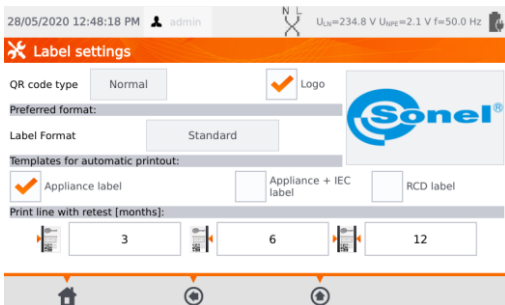 28/05/2020 12:48:18 PM admin N L U_LN=234.8 V U_NPE=2.1 V f=50.0 Hz
Label settings
QR code type Normal Logo
Preferred format:
Sonel®
Label Format Standard
Templates for automatic printout:
Appliance label Appliance + IEC label RCD label
Print line with retest [months]:
3 6 12